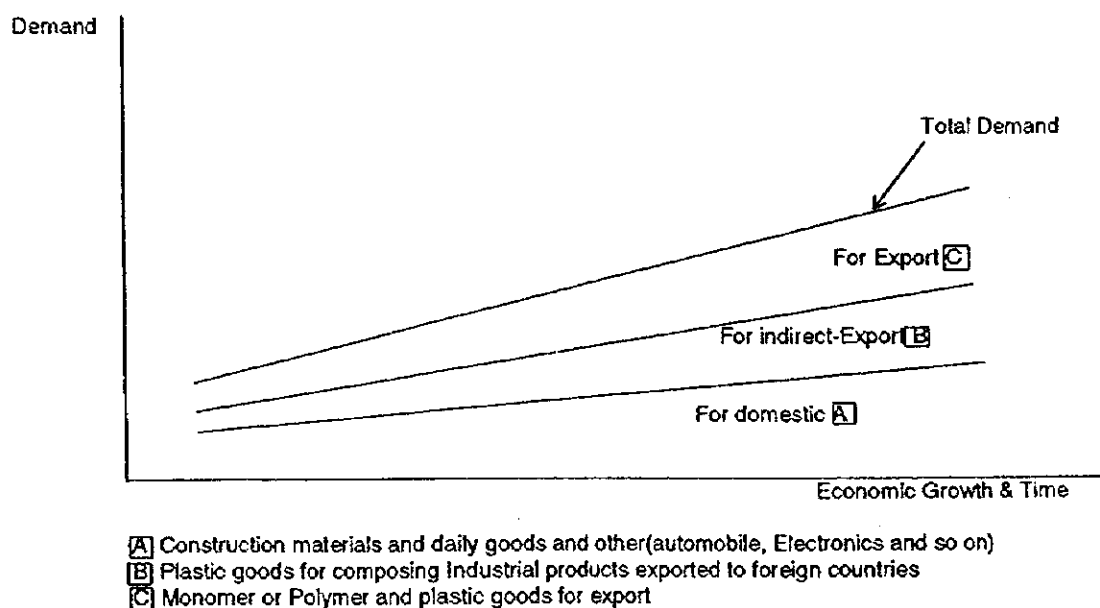 Demand
Total Demand
For Export C
For indirect-Export B
For domestic A
Economic Growth & Time
A Construction materials and daily goods and other(automobile, Electronics and so on)
B Plastic goods for composing Industrial products exported to foreign countries
C Monomer or Polymer and plastic goods for export